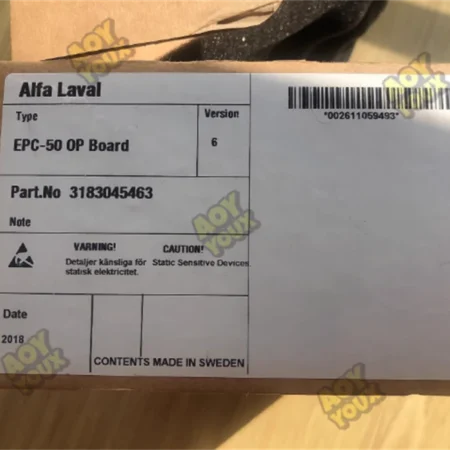 AOY
YOUX
Alfa Laval
Type
Version
EPC-50 OP Board
6
*002611059493*
Part.No 3183045463
Note
AOY
YOUX
VARNING!
CAUTION!
Detaljer känsliga för
statisk elektricitet.
Static Sensitive Devices
Date
2018
CONTENTS MADE IN SWEDEN
AOY
YOUX
AOY
YOUX
AOY
YOUX